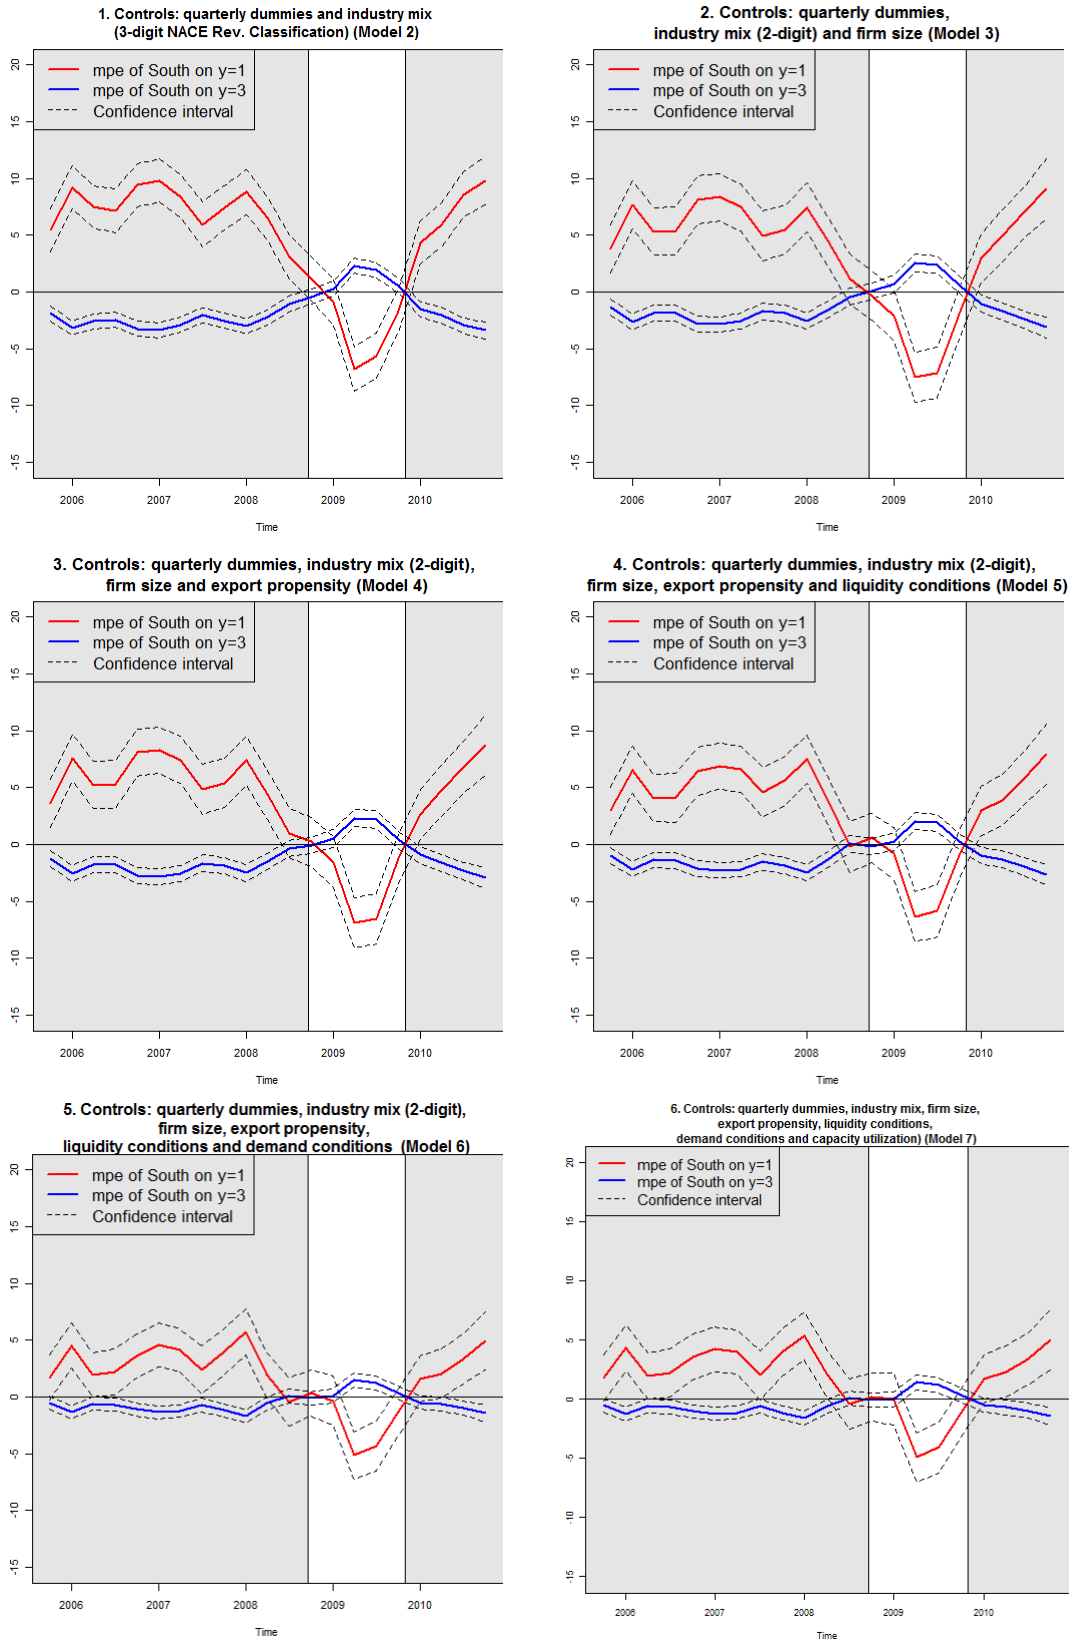 1. Controls: quarterly dummies and industry mix
(3-digit NACE Rev. Classification) (Model 2)
mpe of South on y=1
mpe of South on y=3
Confidence interval
20
15
10
5
0
-5
-10
-15
2006
2007
2008
2009
2010
Time
2. Controls: quarterly dummies,
industry mix (2-digit) and firm size (Model 3)
mpe of South on y=1
mpe of South on y=3
Confidence interval
20
15
10
5
0
-5
-10
-15
2006
2007
2008
2009
2010
Time
3. Controls: quarterly dummies, industry mix (2-digit),
firm size and export propensity (Model 4)
mpe of South on y=1
mpe of South on y=3
Confidence interval
20
15
10
5
0
-5
-10
-15
2006
2007
2008
2009
2010
Time
4. Controls: quarterly dummies, industry mix (2-digit),
firm size, export propensity and liquidity conditions (Model 5)
mpe of South on y=1
mpe of South on y=3
Confidence interval
20
15
10
5
0
-5
-10
-15
2006
2007
2008
2009
2010
Time
5. Controls: quarterly dummies, industry mix (2-digit),
firm size, export propensity,
liquidity conditions and demand conditions (Model 6)
mpe of South on y=1
mpe of South on y=3
Confidence interval
20
15
10
5
0
-5
-10
-15
2006
2007
2008
2009
2010
Time
6. Controls: quarterly dummies, industry mix, firm size,
export propensity, liquidity conditions,
demand conditions and capacity utilization) (Model 7)
mpe of South on y=1
mpe of South on y=3
Confidence interval
20
15
10
5
0
-5
-10
-15
2006
2007
2008
2009
2010
Time